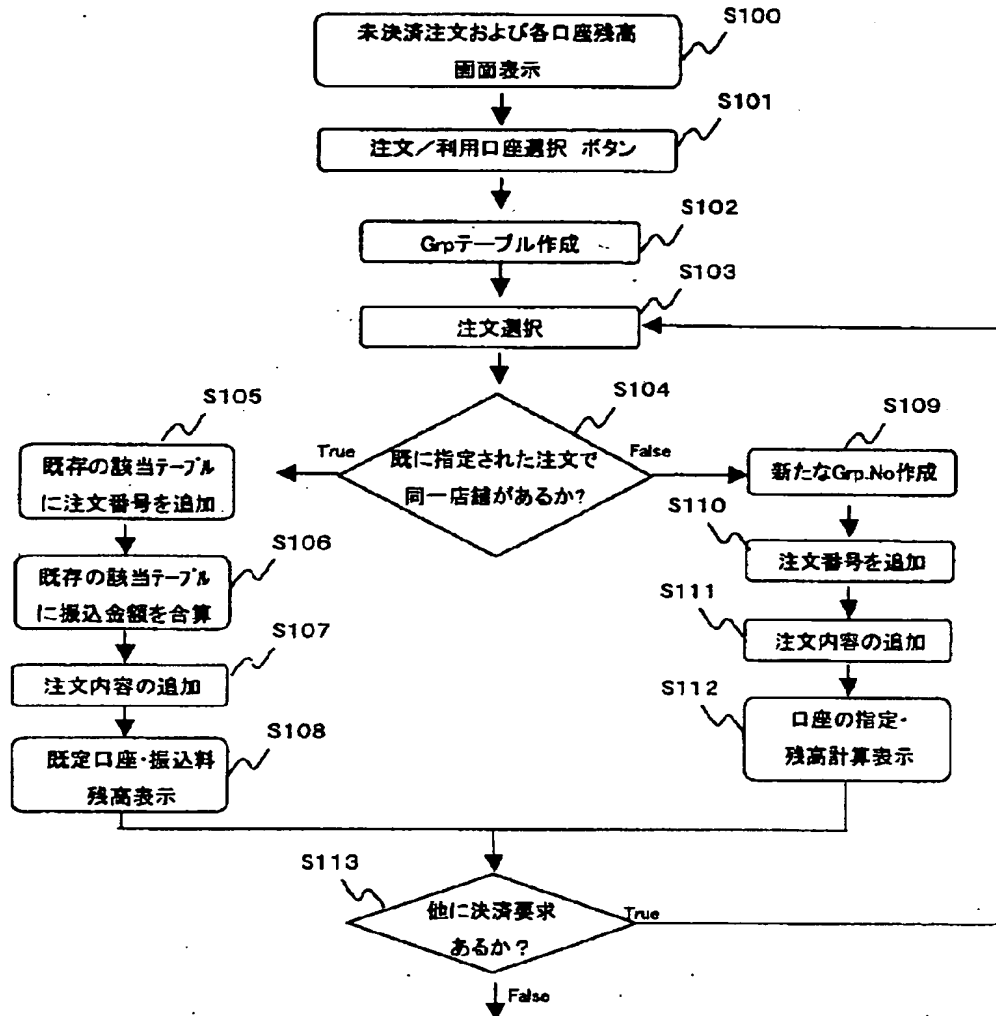 S100
未決済注文および各口座残高
画面表示
S101
注文／利用口座選択 ボタン
S102
Grpテーブル作成
S103
注文選択
S104
既に指定された注文で
同一店舗があるか?
True
False
S105
既存の該当テーブル
に注文番号を追加
S106
既存の該当テーブル
に振込金額を合算
S107
注文内容の追加
S108
既定口座・振込料
残高表示
S109
新たなGrp.No作成
S110
注文番号を追加
S111
注文内容の追加
S112
口座の指定・
残高計算表示
S113
他に決済要求
あるか？
True
False